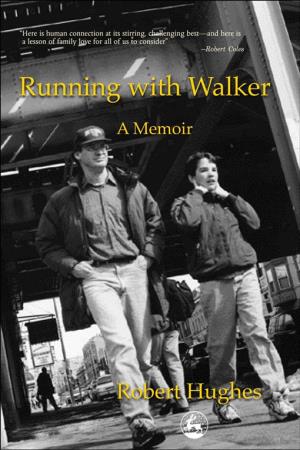 "Here is human connection at its stirring, challenging best—and here is
a lesson of family love for all of us to consider"
–Robert Coles
Running with Walker
A Memoir
Robert Hughes